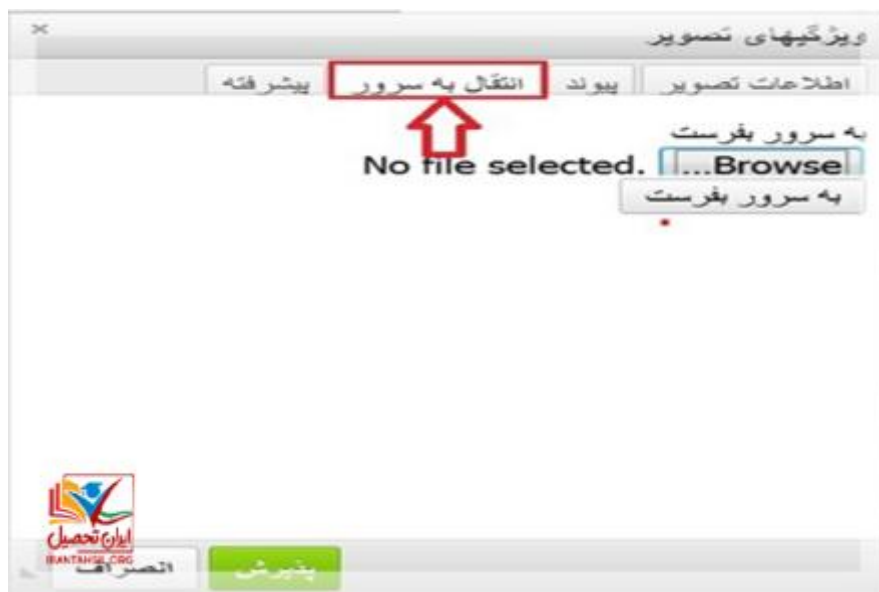 ویژگیهای تصویر
×
اطلاعات تصویر پیوند انتقال به سرور پیشرفته
به سرور بفرست
Browse... No file selected.
به سرور بفرست
ایران تحصیل
IRANTAHSIL.ORG
پذیرش انصراف